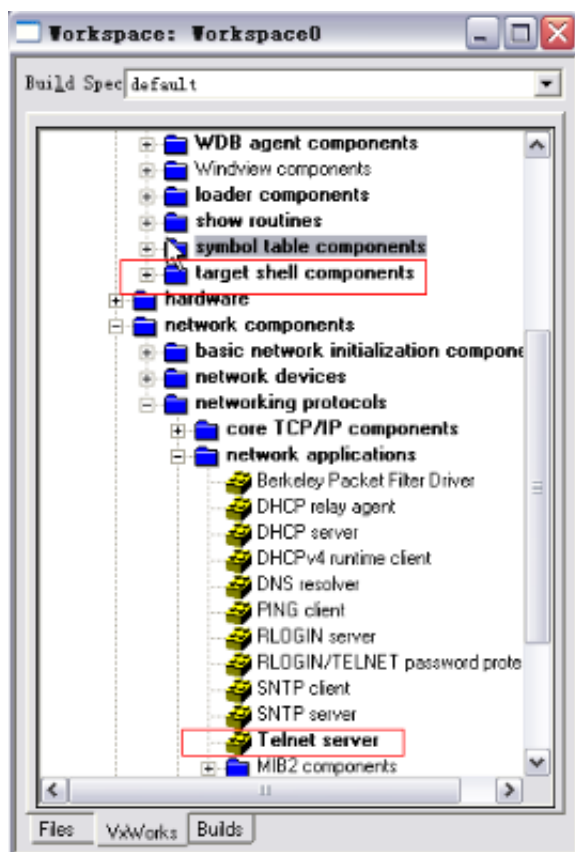 Workspace: Workspace0
Build Spec default
WDB agent components
Windview components
loader components
show routines
symbol table components
target shell components
hardware
network components
basic network initialization compone
network devices
networking protocols
core TCP/IP components
network applications
Berkeley Packet Filter Driver
DHCP relay agent
DHCP server
DHCPv4 runtime client
DNS resolver
PING client
RLOGIN server
RLOGIN/TELNET password prote
SNTP client
SNTP server
Telnet server
MIB2 components
Files VxWorks Builds